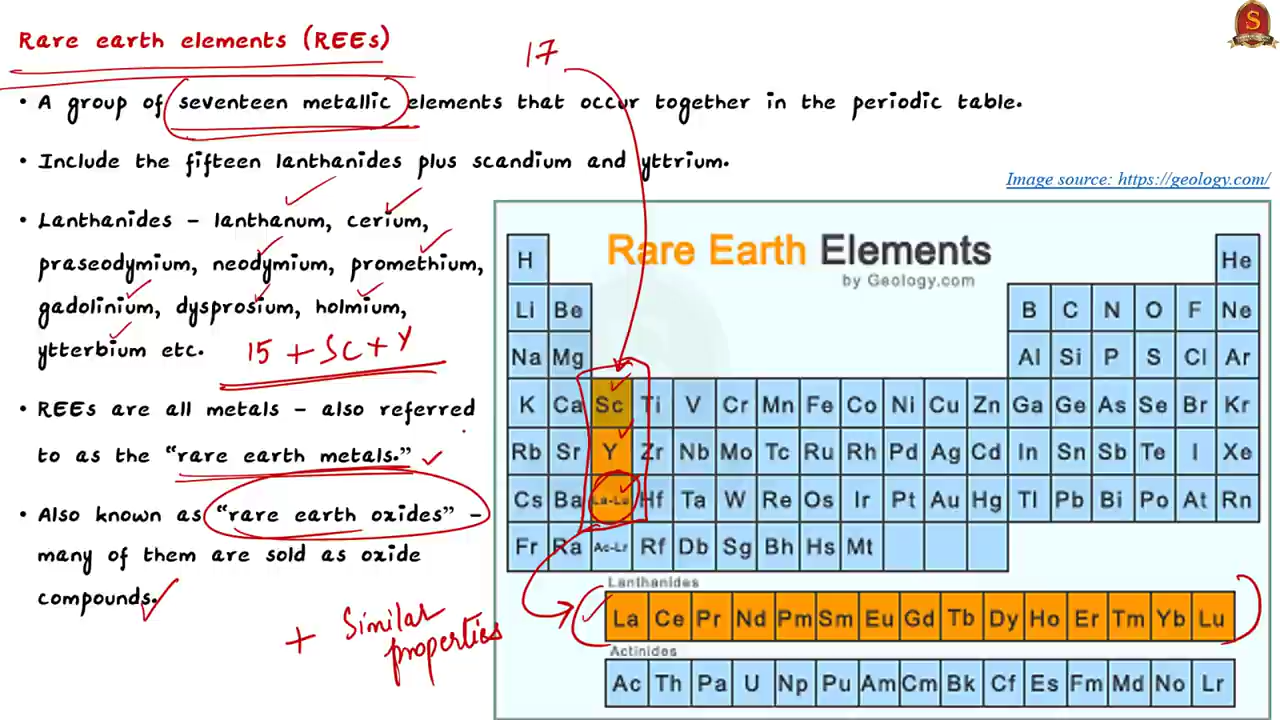 Rare earth elements (REEs)
17
• A group of seventeen metallic elements that occur together in the periodic table.
• Include the fifteen lanthanides plus scandium and yttrium.
Image source: https://geology.com/
• Lanthanides - lanthanum, cerium,
praseodymium, neodymium, promethium,
gadolinium, dysprosium, holmium,
ytterbium etc.
15 + SC + Y
• REEs are all metals - also referred
to as the "rare earth metals."
• Also known as "rare earth oxides" -
many of them are sold as oxide
compounds.
+ Similar
properties
Rare Earth Elements
by Geology.com
H He
Li Be B C N O F Ne
Na Mg Al Si P S Cl Ar
K Ca Sc Ti V Cr Mn Fe Co Ni Cu Zn Ga Ge As Se Br Kr
Rb Sr Y Zr Nb Mo Tc Ru Rh Pd Ag Cd In Sn Sb Te I Xe
Cs Ba La-Lu Hf Ta W Re Os Ir Pt Au Hg Tl Pb Bi Po At Rn
Fr Ra Ac-Lr Rf Db Sg Bh Hs Mt
Lanthanides
La Ce Pr Nd Pm Sm Eu Gd Tb Dy Ho Er Tm Yb Lu
Actinides
Ac Th Pa U Np Pu Am Cm Bk Cf Es Fm Md No Lr